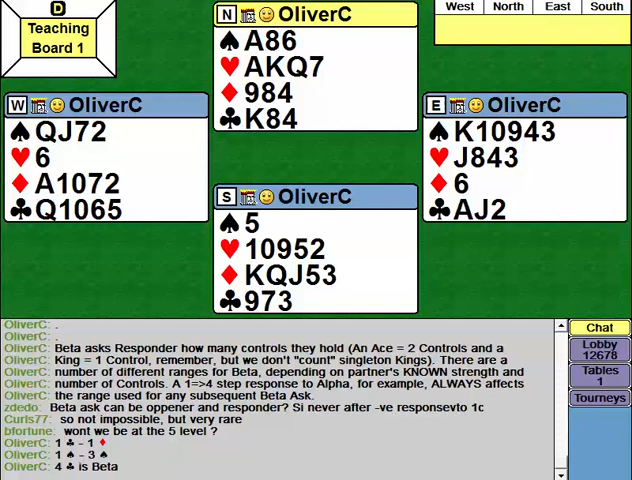 D
Teaching
Board 1
N OliverC
♠A86
♥AKQ7
♦984
♣K84
West North East South
W OliverC
♠QJ72
♥6
♦A1072
♣Q1065
E OliverC
♠K10943
♥J843
♦6
♣AJ2
S OliverC
♠5
♥10952
♦KQJ53
♣973
OliverC: .
OliverC: .
OliverC: Beta asks Responder how many controls they hold (An Ace = 2 Controls and a
King = 1 Control, remember, but we don't "count" singleton Kings). There are a
number of different ranges for Beta, depending on partner's KNOWN strength and
number of Controls. A 1=>4 step response to Alpha, for example, ALWAYS affects
the range used for any subsequent Beta Ask.
zdedo: Beta ask can be oppener and responder? Si never after -ve responsevto 1c
Curls77: so not impossible, but very rare
bfortune: wont we be at the 5 level ?
OliverC: 1 ♣ - 1 ♦
OliverC: 1 ♠ - 3 ♠
OliverC: 4 ♣ is Beta
Chat
Lobby
12678
Tables
1
Tourneys